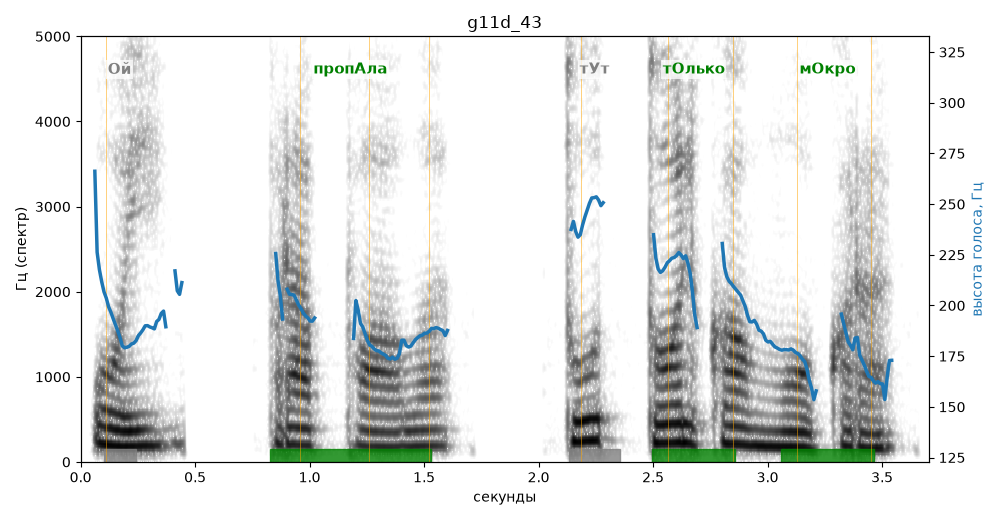 g11d_43
Ой
пропАла
тУт
тОлько
мОкро
5000
4000
3000
2000
1000
0
Гц (спектр)
325
300
275
250
225
200
175
150
125
высота голоса, Гц
0.0 0.5 1.0 1.5 2.0 2.5 3.0 3.5
секунды